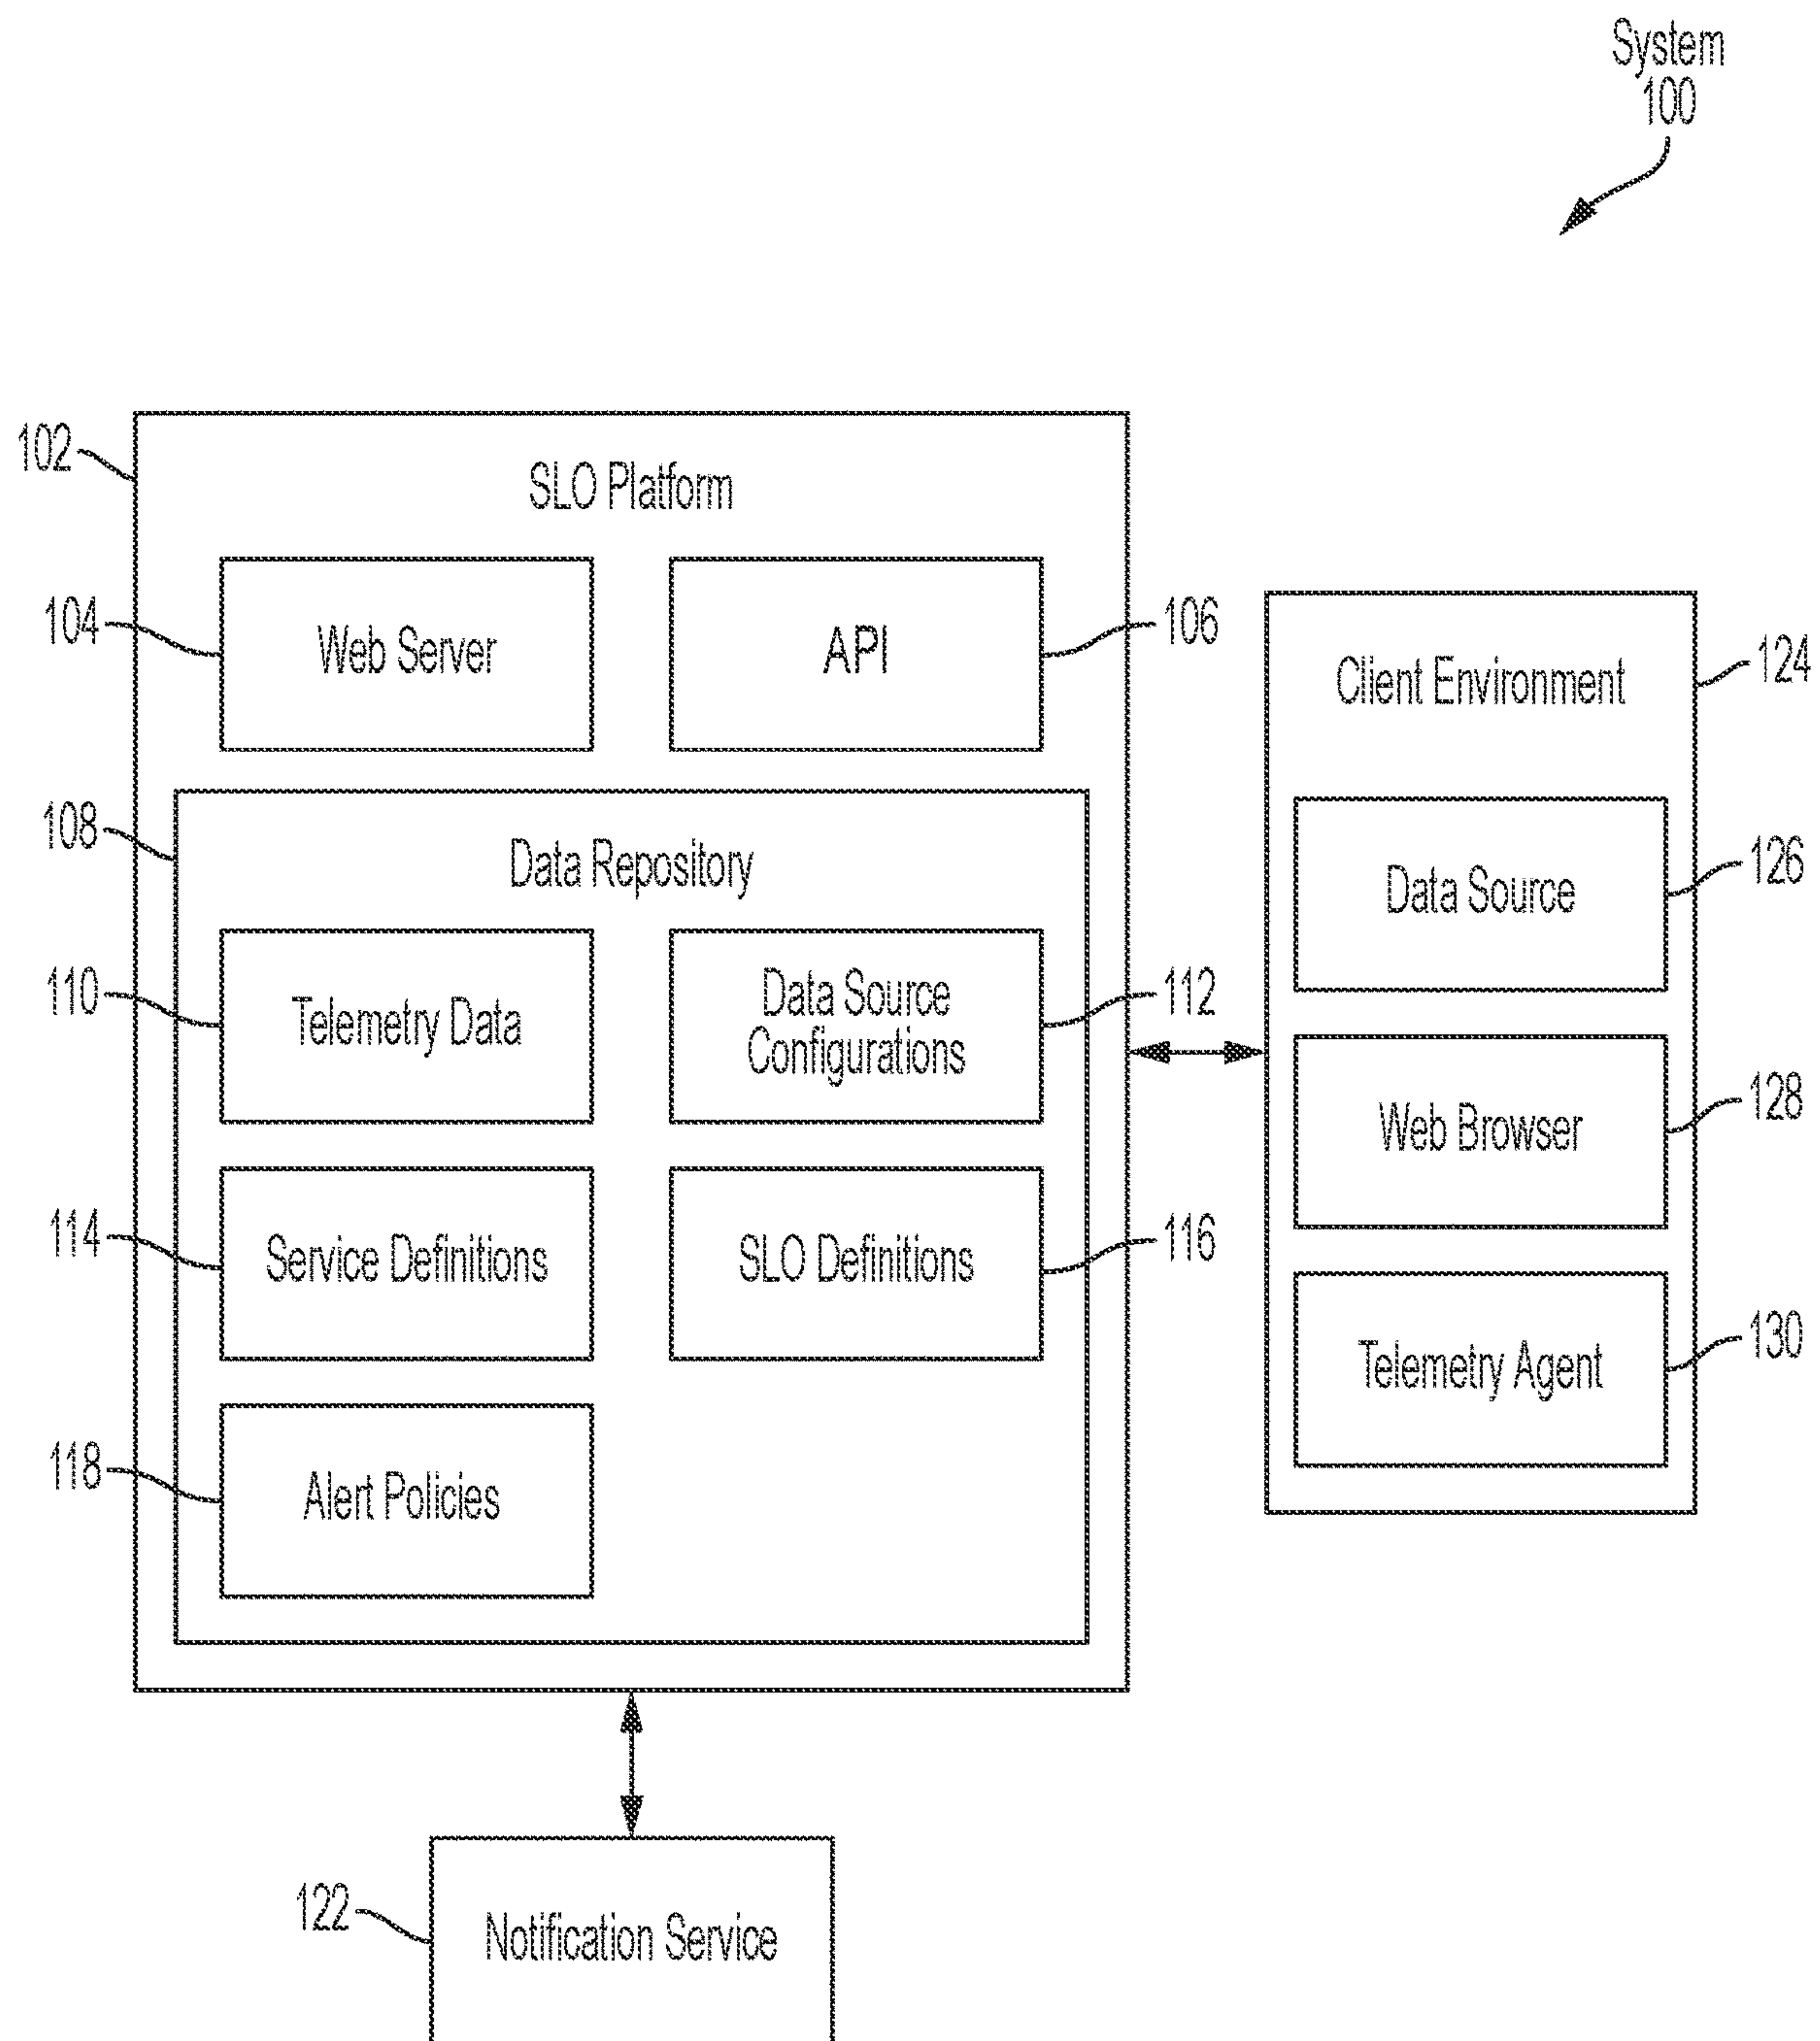 System
100
102
SLO Platform
104
Web Server
API
106
108
Data Repository
110
Telemetry Data
Data Source
Configurations
112
114
Service Definitions
SLO Definitions
116
118
Alert Policies
Client Environment
124
Data Source
126
Web Browser
128
Telemetry Agent
130
122
Notification Service